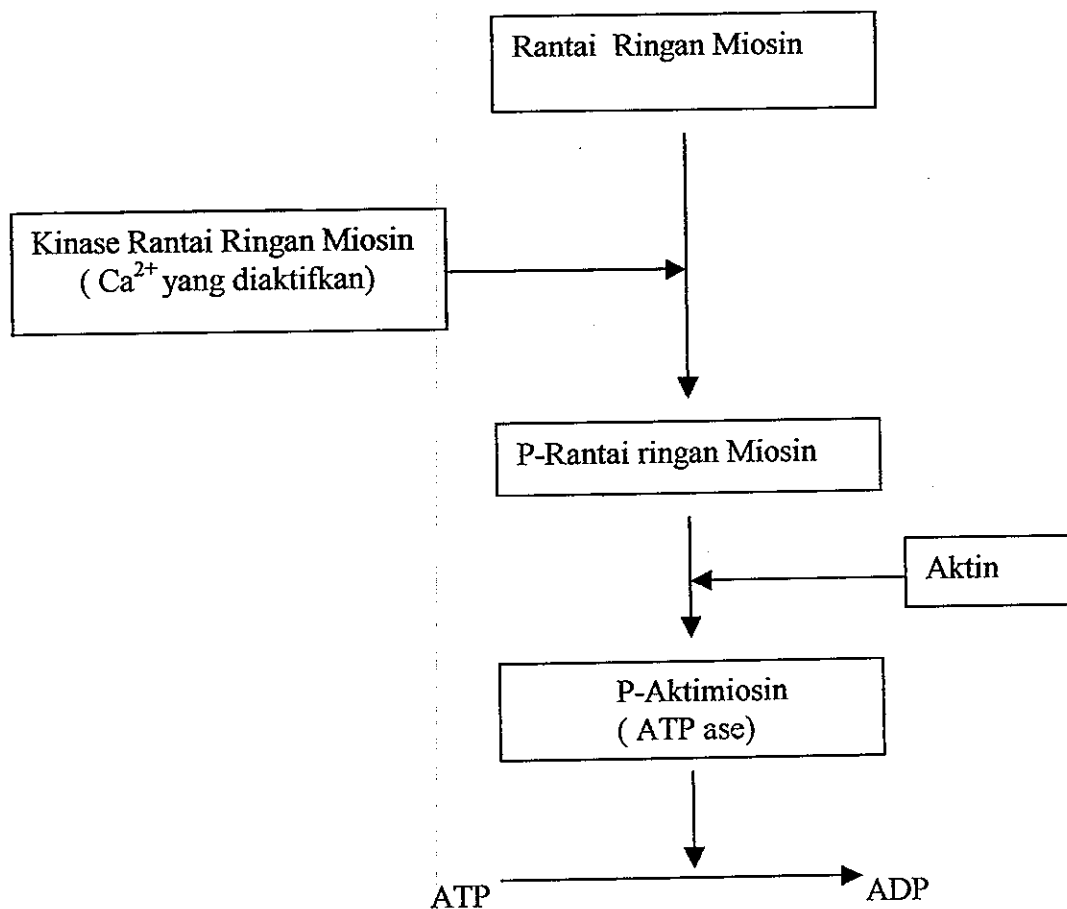 Rantai Ringan Miosin
Kinase Rantai Ringan Miosin
( Ca²⁺ yang diaktifkan)
P-Rantai ringan Miosin
Aktin
P-Aktimiosin
( ATP ase)
ATP
ADP